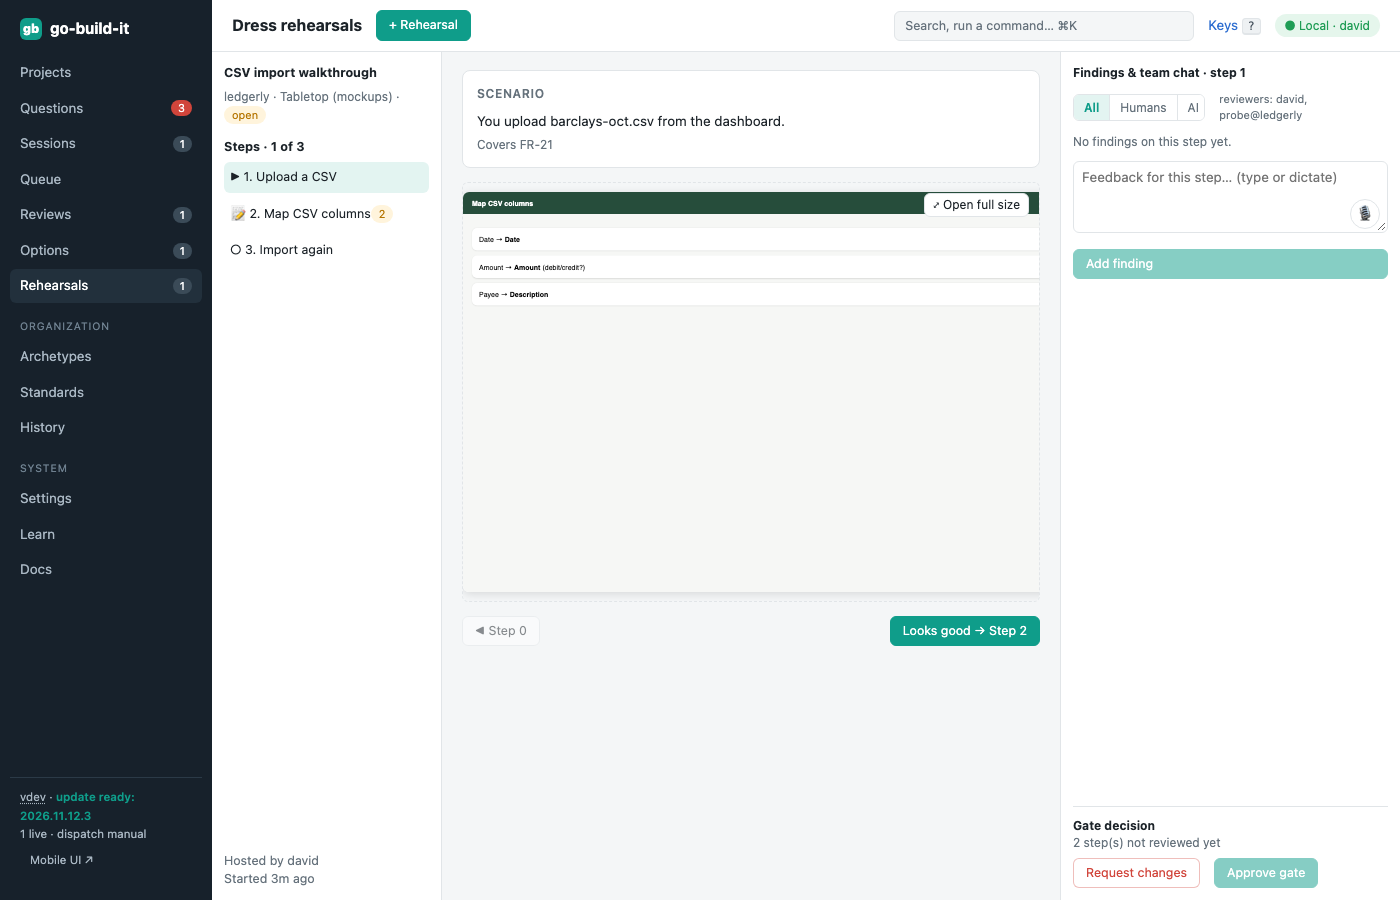 gb go-build-it
Projects
Questions 3
Sessions 1
Queue
Reviews 1
Options 1
Rehearsals 1
ORGANIZATION
Archetypes
Standards
History
SYSTEM
Settings
Learn
Docs
vdev · update ready:
2026.11.12.3
1 live · dispatch manual
Mobile UI ↗
Dress rehearsals
+ Rehearsal
Search, run a command... ⌘K
Keys ?
Local · david
CSV import walkthrough
ledgerly · Tabletop (mockups) ·
open
Steps · 1 of 3
▶ 1. Upload a CSV
📝 2. Map CSV columns 2
○ 3. Import again
Hosted by david
Started 3m ago
SCENARIO
You upload barclays-oct.csv from the dashboard.
Covers FR-21
Map CSV columns
⤢ Open full size
Date → Date
Amount → Amount (debit/credit?)
Payee → Description
◀ Step 0
Looks good → Step 2
Findings & team chat · step 1
All Humans AI
reviewers: david,
probe@ledgerly
No findings on this step yet.
Feedback for this step... (type or dictate)
Add finding
Gate decision
2 step(s) not reviewed yet
Request changes
Approve gate